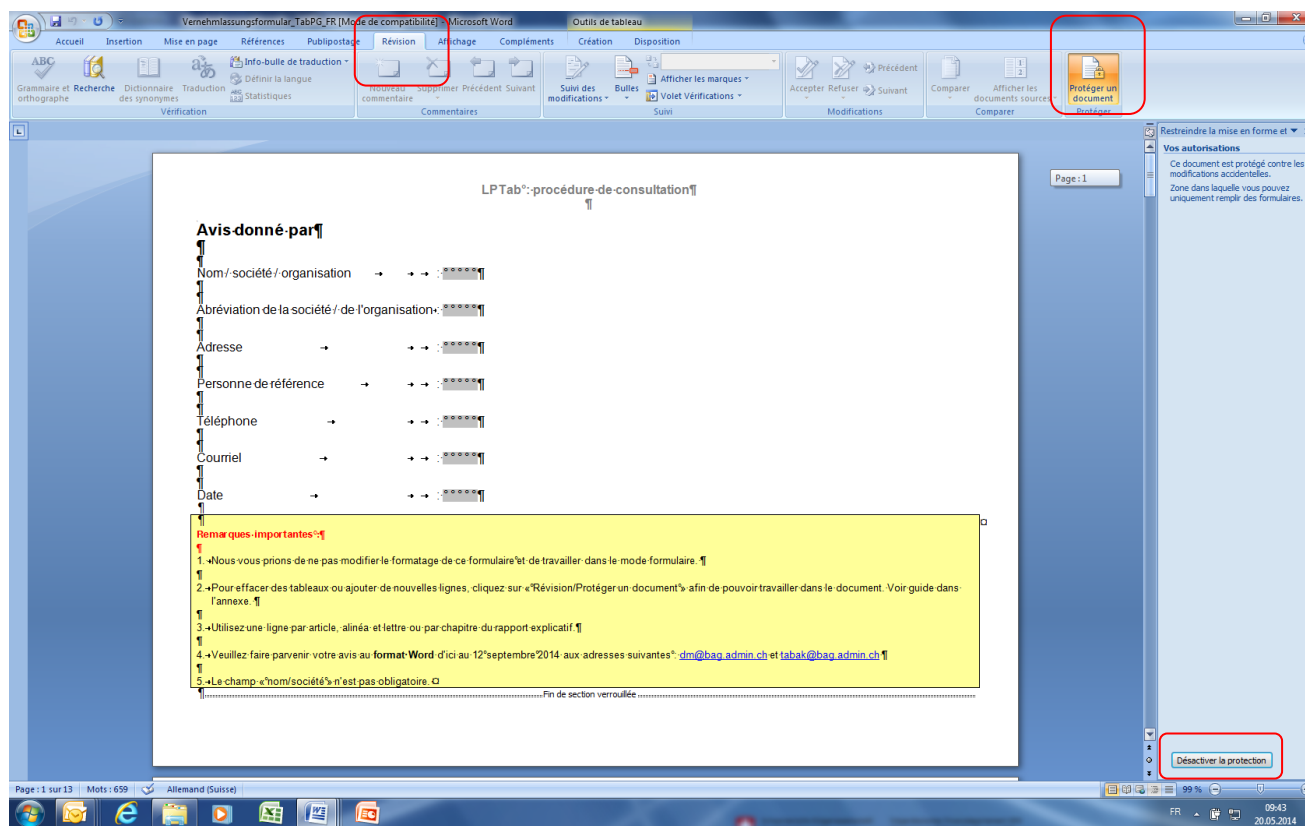 Vernehmlassungsformular_TabPG_FR [Mode de compatibilité] - Microsoft Word
Outils de tableau
Accueil Insertion Mise en page Références Publipostage Révision Affichage Compléments Création Disposition
ABC
Grammaire et orthographe
Recherche
Dictionnaire des synonymes
Traduction
Info-bulle de traduction
Définir la langue
Statistiques
Vérification
Nouveau commentaire
Supprimer
Précédent
Suivant
Commentaires
Suivi des modifications
Bulles
Afficher les marques
Volet Vérifications
Suivi
Accepter
Refuser
Précédent
Suivant
Modifications
Comparer
Afficher les documents sources
Comparer
Protéger un document
Protéger
Restreindre la mise en forme et
Vos autorisations
Ce document est protégé contre les
modifications accidentelles.
Zone dans laquelle vous pouvez
uniquement remplir des formulaires.
Page : 1
LPTab°:·procédure·de·consultation¶
¶
Avis·donné·par¶
¶
¶
Nom·/·société·/·organisation → → → :·°°°°°¶
¶
¶
Abréviation·de·la·société·/·de·l'organisation→:·°°°°°¶
¶
¶
Adresse → → → :·°°°°°¶
¶
¶
Personne·de·référence → → → :·°°°°°¶
¶
¶
Téléphone → → → :·°°°°°¶
¶
¶
Courriel → → → :·°°°°°¶
¶
¶
Date → → → :·°°°°°¶
¶
¶
Remarques·importantes°:¶
¶
1.→Nous·vous·prions·de·ne·pas·modifier·le·formatage·de·ce·formulaire°et·de·travailler·dans·le·mode·formulaire.·¶
¶
2.→Pour·effacer·des·tableaux·ou·ajouter·de·nouvelles·lignes,·cliquez·sur·«°Révision/Protéger·un·document°»·afin·de·pouvoir·travailler·dans·le·document.·Voir·guide·dans·
l'annexe.·¶
¶
3.→Utilisez·une·ligne·par·article,·alinéa·et·lettre·ou·par·chapitre·du·rapport·explicatif.¶
¶
4.→Veuillez·faire·parvenir·votre·avis·au·format·Word·d'ici·au·12°septembre°2014·aux·adresses·suivantes°:·dm@bag.admin.ch·et·tabak@bag.admin.ch·¶
¶
5.→Le·champ·«°nom/société°»·n'est·pas·obligatoire.¤
¶
Fin de section verrouillée
Désactiver la protection
Page : 1 sur 13 Mots : 659 Allemand (Suisse) 99 %
FR 09:43
20.05.2014